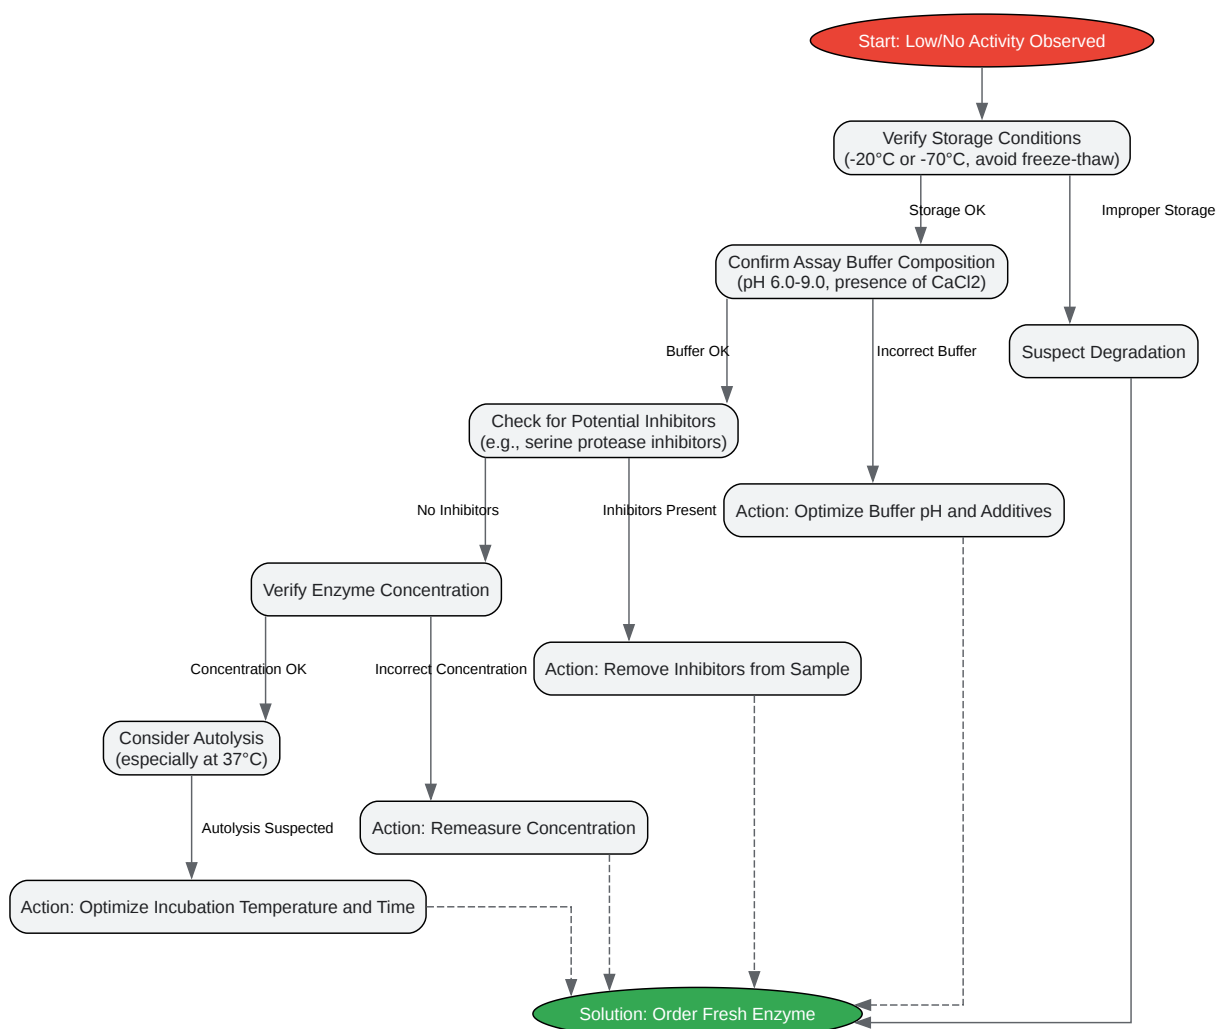 Start: Low/No Activity Observed
Verify Storage Conditions
(-20°C or -70°C, avoid freeze-thaw)
Storage OK
Improper Storage
Confirm Assay Buffer Composition
(pH 6.0-9.0, presence of CaCl2)
Buffer OK
Incorrect Buffer
Suspect Degradation
Check for Potential Inhibitors
(e.g., serine protease inhibitors)
No Inhibitors
Inhibitors Present
Action: Optimize Buffer pH and Additives
Verify Enzyme Concentration
Concentration OK
Incorrect Concentration
Action: Remove Inhibitors from Sample
Consider Autolysis
(especially at 37°C)
Autolysis Suspected
Action: Remeasure Concentration
Action: Optimize Incubation Temperature and Time
Solution: Order Fresh Enzyme